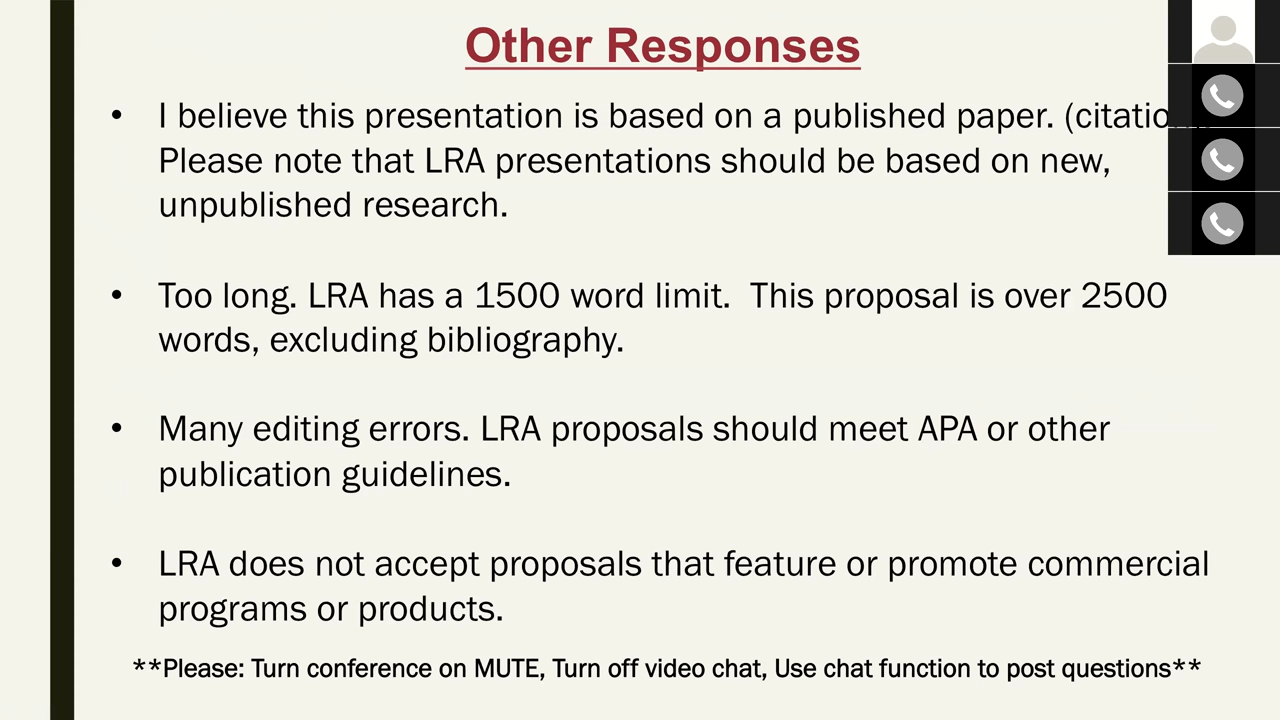 Other Responses
• I believe this presentation is based on a published paper.
Please note that LRA presentations should be based on new,
unpublished research.
• Too long. LRA has a 1500 word limit. This proposal is over 2500
words, excluding bibliography.
• Many editing errors. LRA proposals should meet APA or other
publication guidelines.
• LRA does not accept proposals that feature or promote commercial
programs or products.
**Please: Turn conference on MUTE, Turn off video chat, Use chat function to post questions**